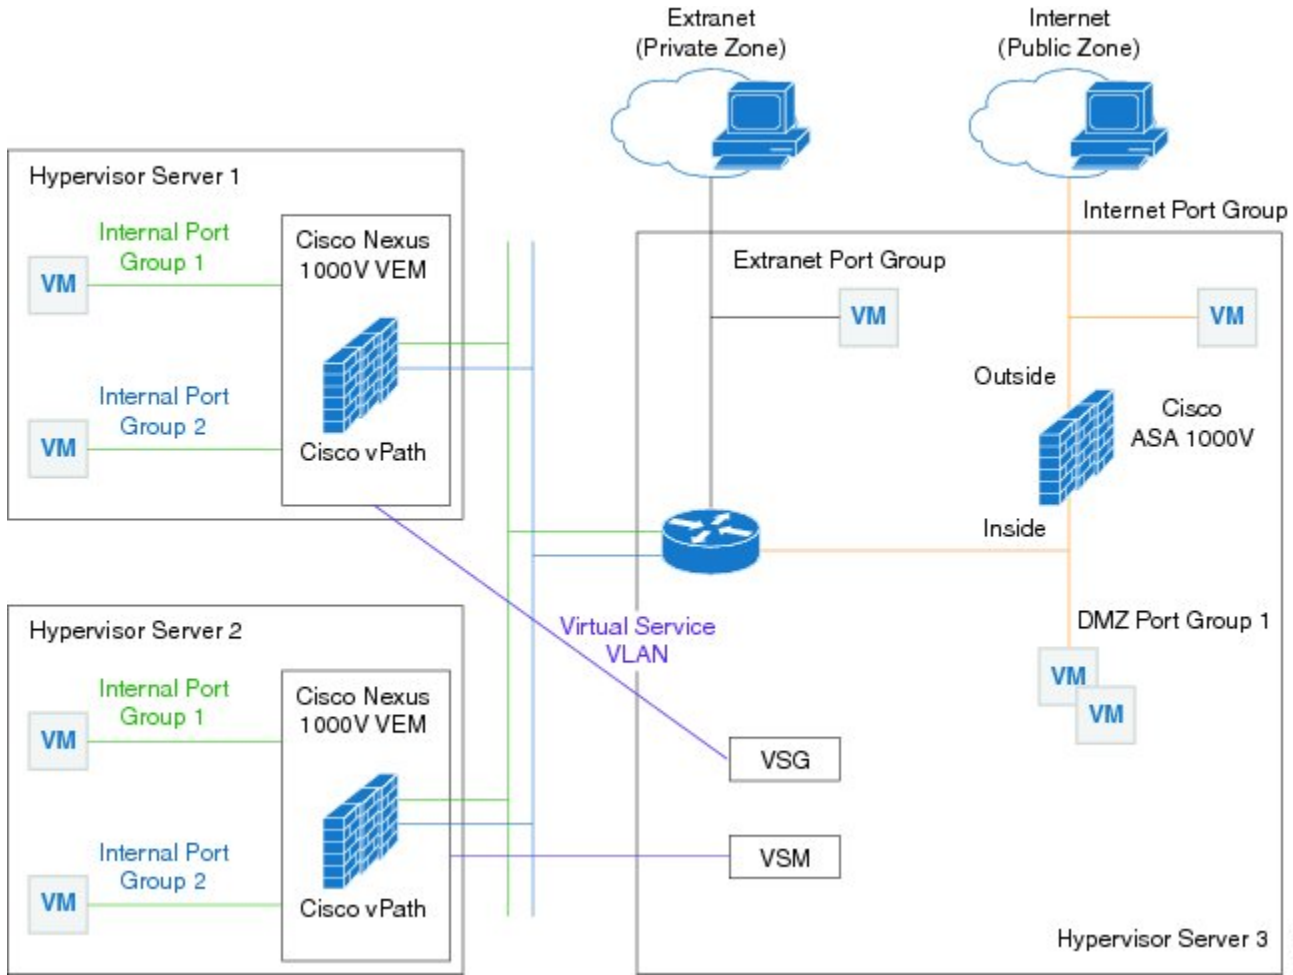 Extranet
(Private Zone)
Internet
(Public Zone)
Hypervisor Server 1
Internal Port
Group 1
VM
Internal Port
Group 2
VM
Cisco Nexus
1000V VEM
Cisco vPath
Internet Port Group
Extranet Port Group
VM
VM
Outside
Cisco
ASA 1000V
Inside
DMZ Port Group 1
VM
VM
Virtual Service
VLAN
Hypervisor Server 2
Internal Port
Group 1
VM
Internal Port
Group 2
VM
Cisco Nexus
1000V VEM
Cisco vPath
VSG
VSM
Hypervisor Server 3